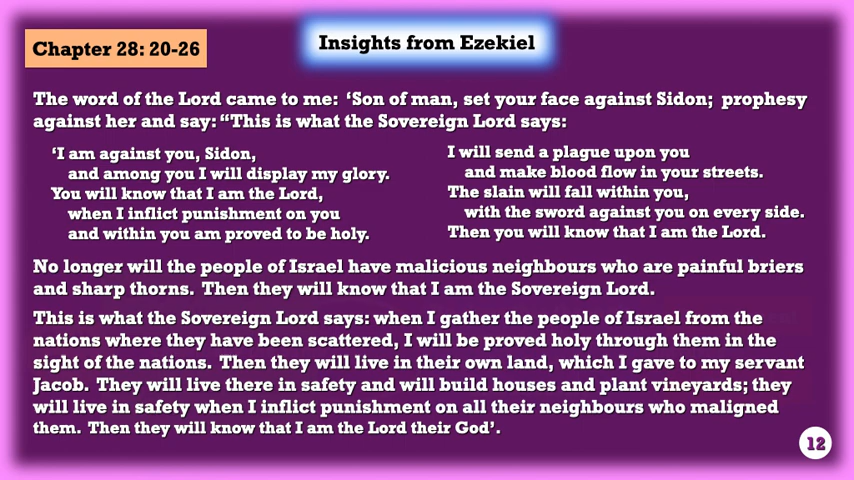 Chapter 28: 20-26
Insights from Ezekiel
The word of the Lord came to me: ‘Son of man, set your face against Sidon; prophesy
against her and say: “This is what the Sovereign Lord says:
‘I am against you, Sidon,
and among you I will display my glory.
You will know that I am the Lord,
when I inflict punishment on you
and within you am proved to be holy.
I will send a plague upon you
and make blood flow in your streets.
The slain will fall within you,
with the sword against you on every side.
Then you will know that I am the Lord.
No longer will the people of Israel have malicious neighbours who are painful briers
and sharp thorns. Then they will know that I am the Sovereign Lord.
This is what the Sovereign Lord says: when I gather the people of Israel from the
nations where they have been scattered, I will be proved holy through them in the
sight of the nations. Then they will live in their own land, which I gave to my servant
Jacob. They will live there in safety and will build houses and plant vineyards; they
will live in safety when I inflict punishment on all their neighbours who maligned
them. Then they will know that I am the Lord their God’.
12